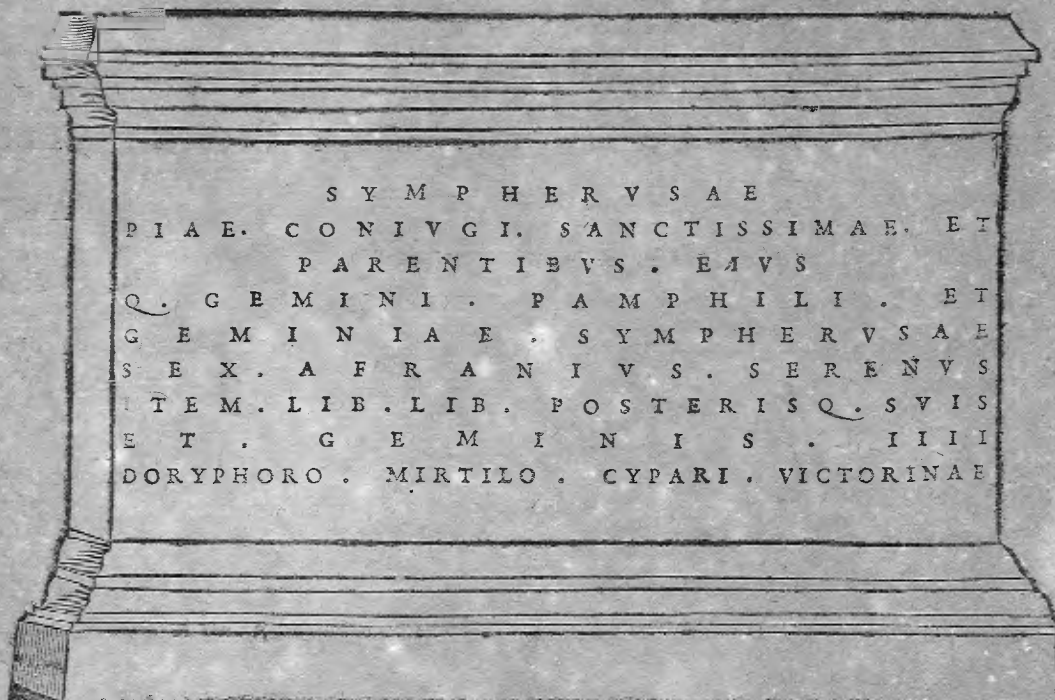 SYMPHERVSAE
PIAE. CONIVGI. SANCTISSIMAE. ET
PARENTIBVS. EIVS
Q. GEMINI. PAMPHILI. ET
GEMINIAE. SYMPHERVSAE
SEX. AFRANIVS. SERENVS
ITEM. LIB. LIB. POSTERISQ. SVIS
ET. GEMINIS. IIII
DORYPHORO. MIRTILO. CYPARI. VICTORINAE